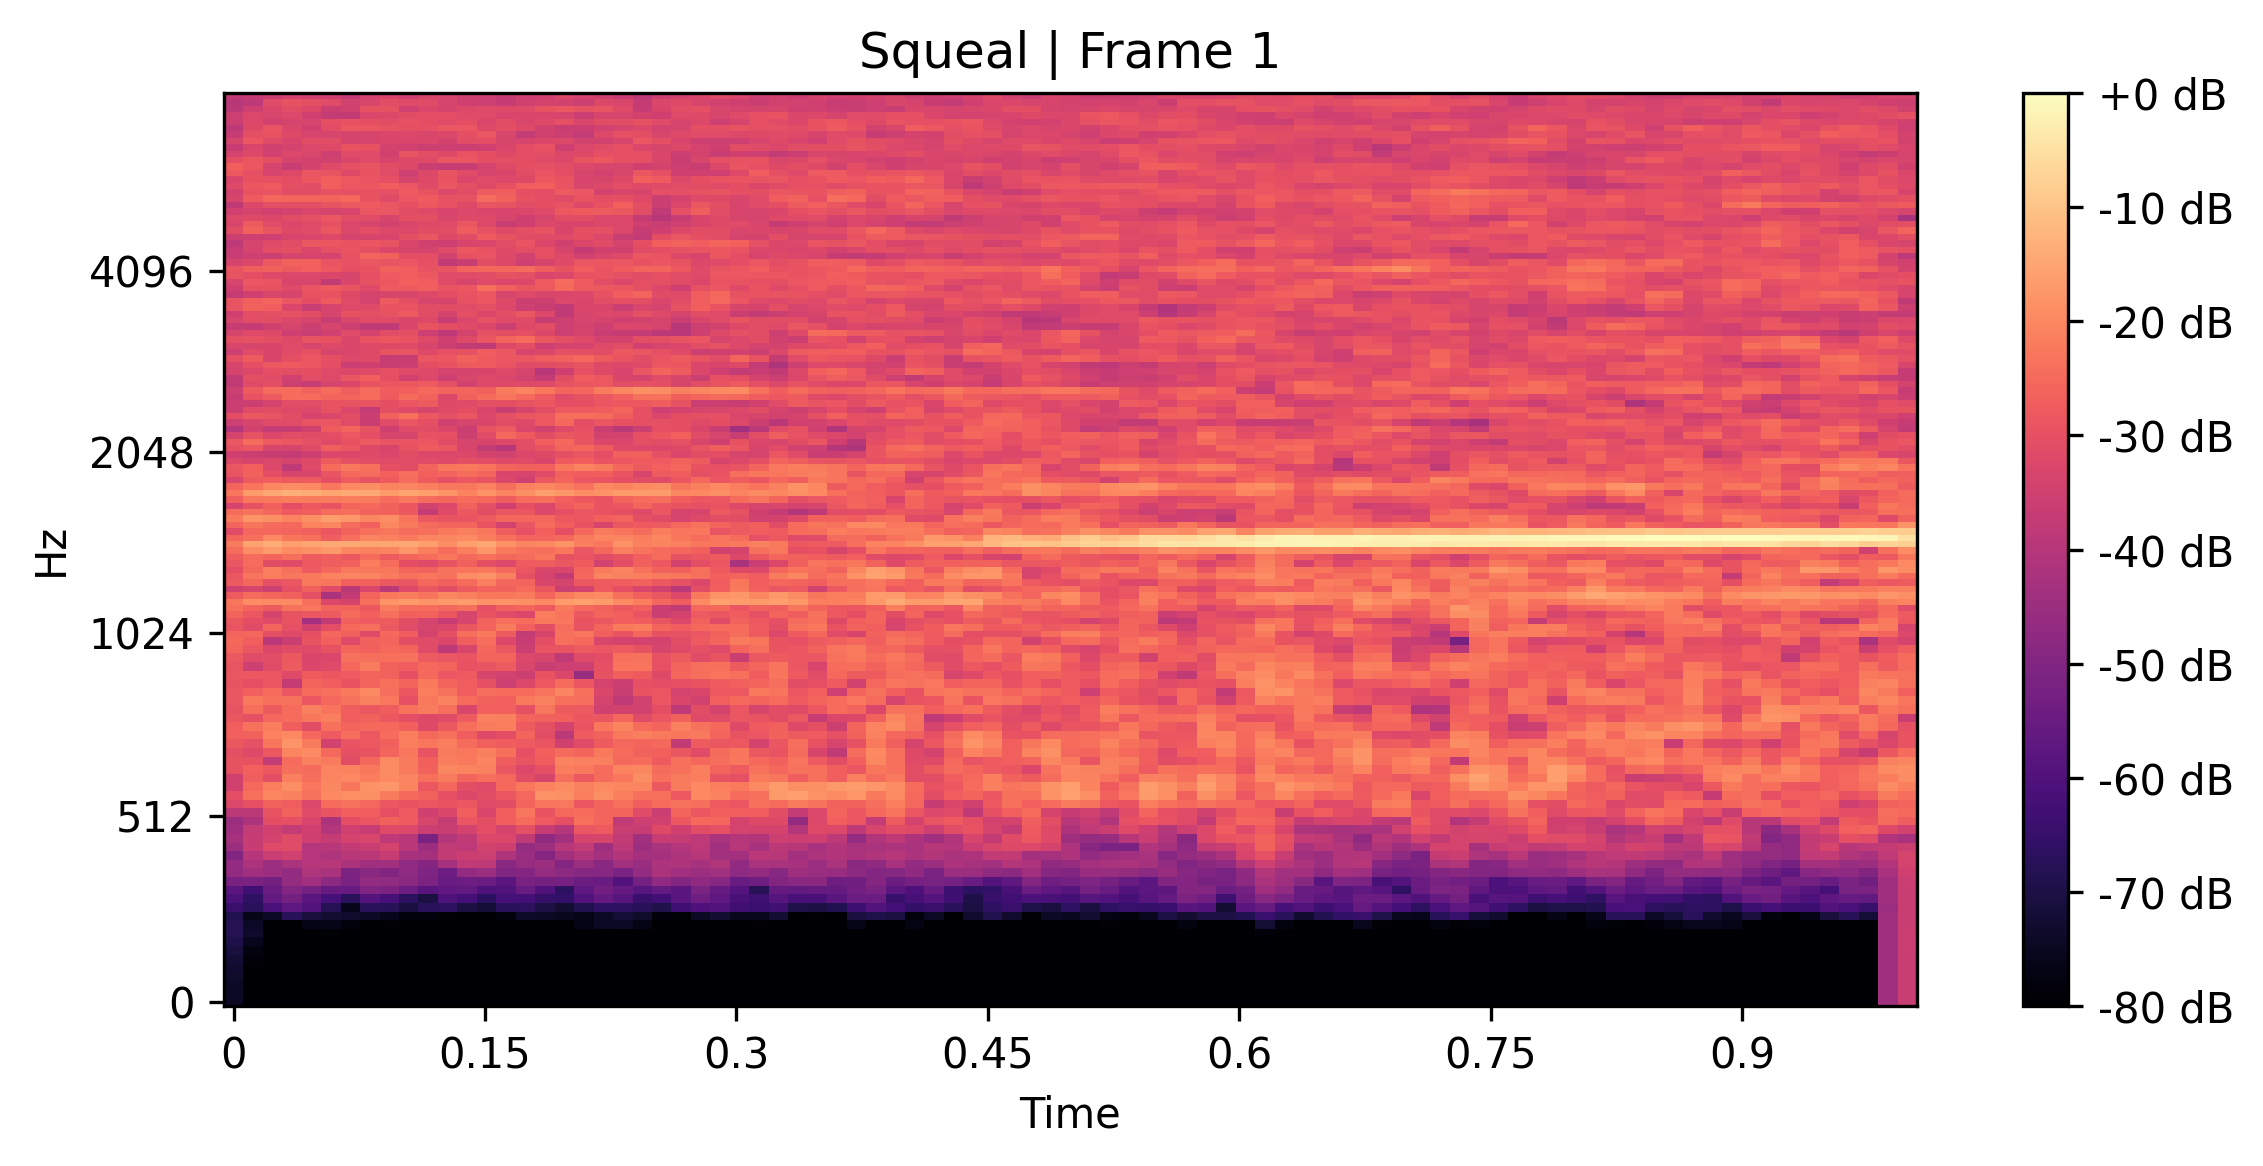 Squeal | Frame 1
+0 dB
-10 dB
-20 dB
-30 dB
-40 dB
-50 dB
-60 dB
-70 dB
-80 dB
Hz
4096
2048
1024
512
0
0 0.15 0.3 0.45 0.6 0.75 0.9
Time